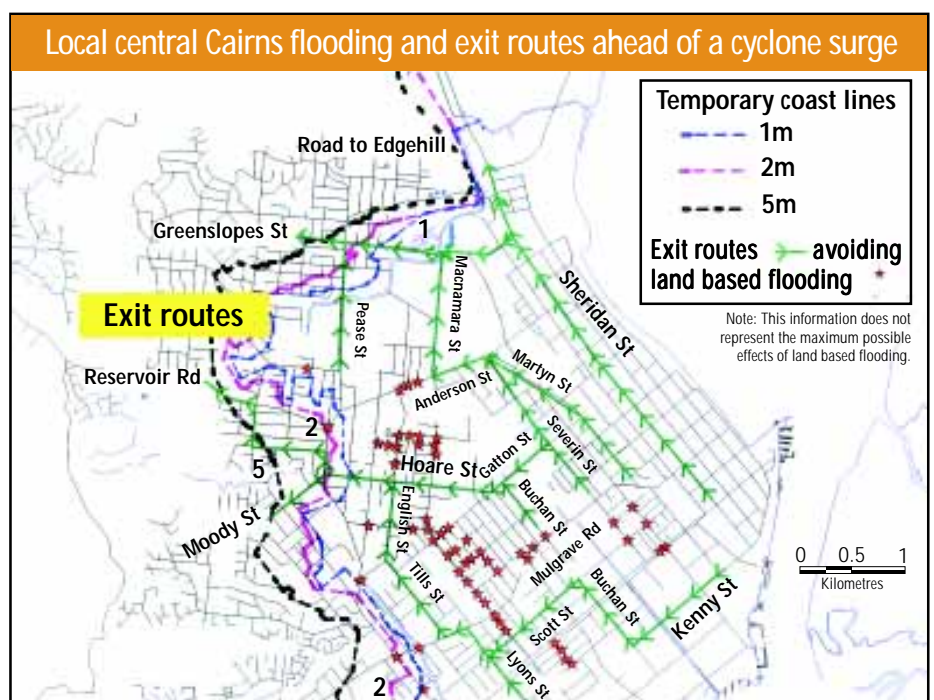 Local central Cairns flooding and exit routes ahead of a cyclone surge
Temporary coast lines
1m
2m
5m
Exit routes avoiding
land based flooding
Note: This information does not
represent the maximum possible
effects of land based flooding.
Road to Edgehill
Greenslopes St
1
Macnamara St
Sheridan St
Exit routes
Pease St
Reservoir Rd
Anderson St
Martyn St
2
Severin St
Gatton St
5
Hoare St
English St
Buchan St
Moody St
Mulgrave Rd
0 0.5 1
Kilometres
Tills St
Buchan St
Kenny St
Scott St
Lyons St
2